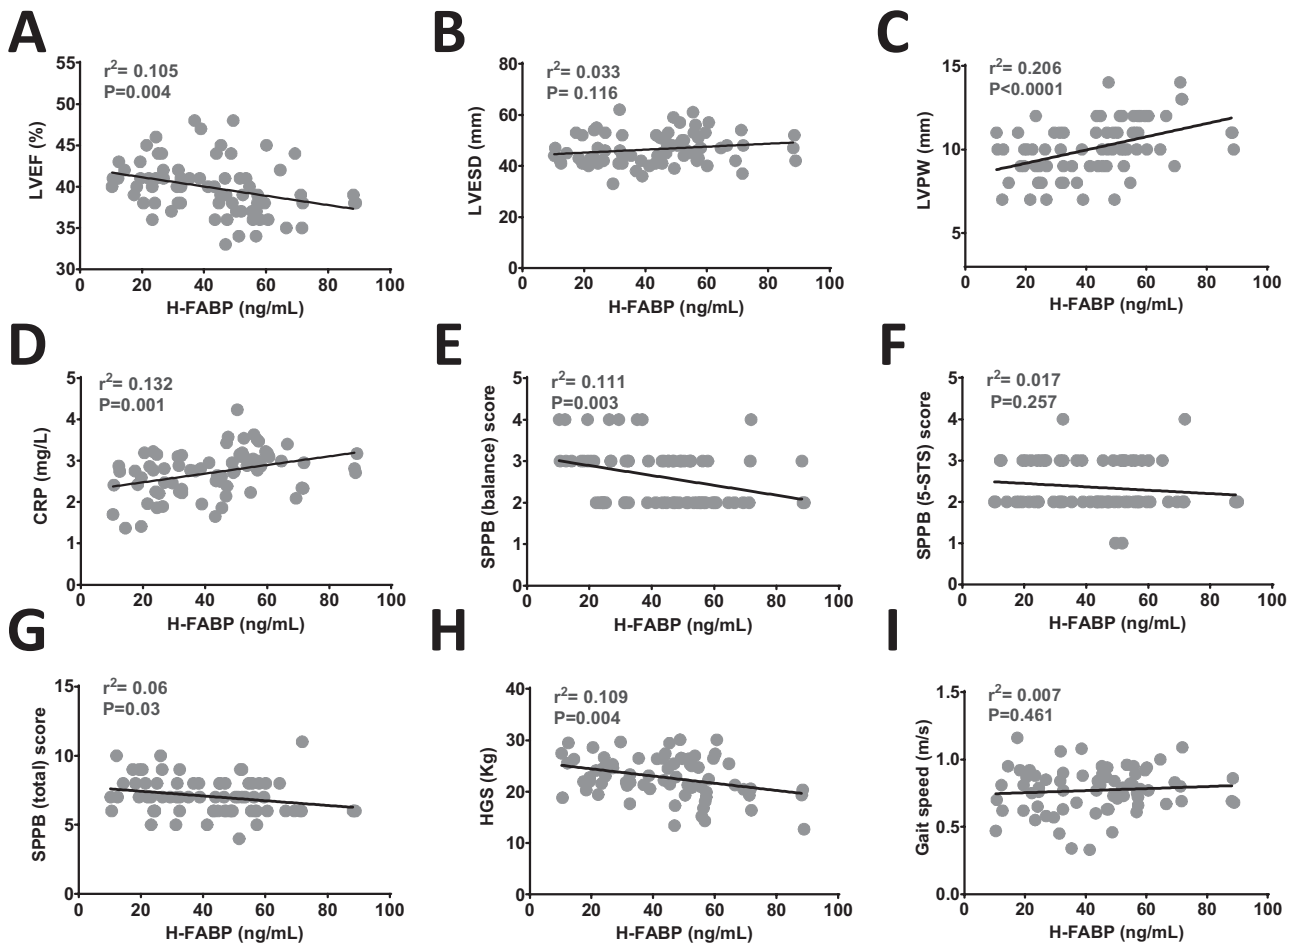 A
r²= 0.105
P=0.004
LVEF (%)
55
50
45
40
35
30
0 20 40 60 80 100
H-FABP (ng/mL)
B
r²= 0.033
P= 0.116
LVESD (mm)
80
60
40
20
0
0 20 40 60 80 100
H-FABP (ng/mL)
C
r²= 0.206
P<0.0001
LVPW (mm)
15
10
5
0 20 40 60 80 100
H-FABP (ng/mL)
D
r²= 0.132
P=0.001
CRP (mg/L)
5
4
3
2
1
0
0 20 40 60 80 100
H-FABP (ng/mL)
E
r²= 0.111
P=0.003
SPPB (balance) score
5
4
3
2
1
0
0 20 40 60 80 100
H-FABP (ng/mL)
F
r²= 0.017
P=0.257
SPPB (5-STS) score
5
4
3
2
1
0
0 20 40 60 80 100
H-FABP (ng/mL)
G
r²= 0.06
P=0.03
SPPB (total) score
15
10
5
0
0 20 40 60 80 100
H-FABP (ng/mL)
H
r²= 0.109
P=0.004
HGS (Kg)
40
30
20
10
0
0 20 40 60 80 100
H-FABP (ng/mL)
I
r²= 0.007
P=0.461
Gait speed (m/s)
1.5
1.0
0.5
0.0
0 20 40 60 80 100
H-FABP (ng/mL)